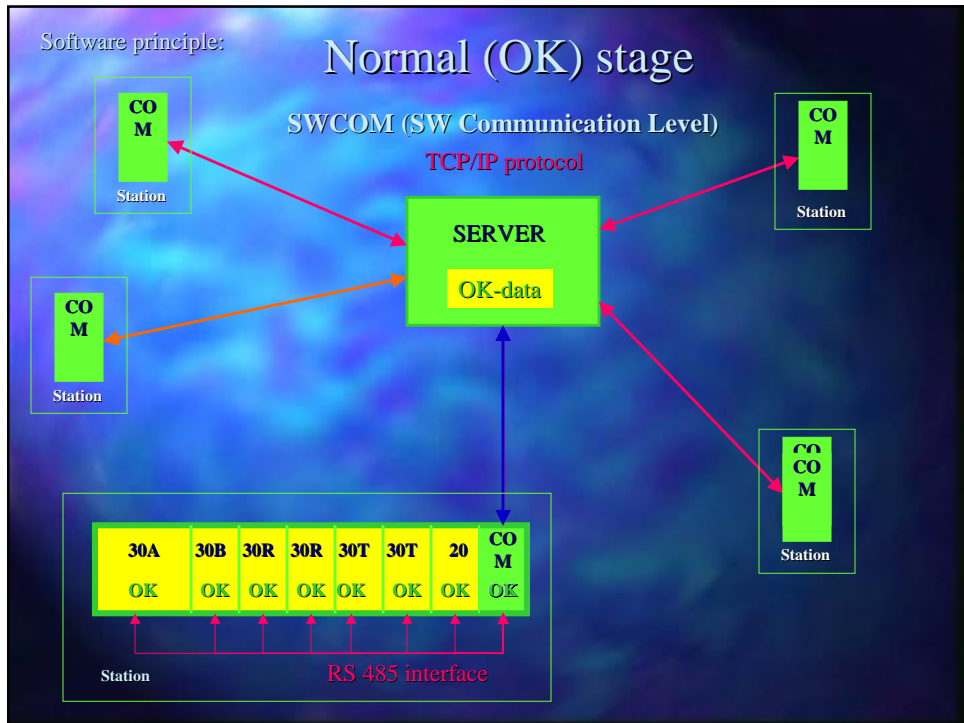 Software principle:
Normal (OK) stage
SWCOM (SW Communication Level)
TCP/IP protocol
CO
M
Station
CO
M
Station
SERVER
OK-data
CO
M
Station
CO
CO
M
Station
30A 30B 30R 30R 30T 30T 20 CO
M
OK OK OK OK OK OK OK OK
Station
RS 485 interface